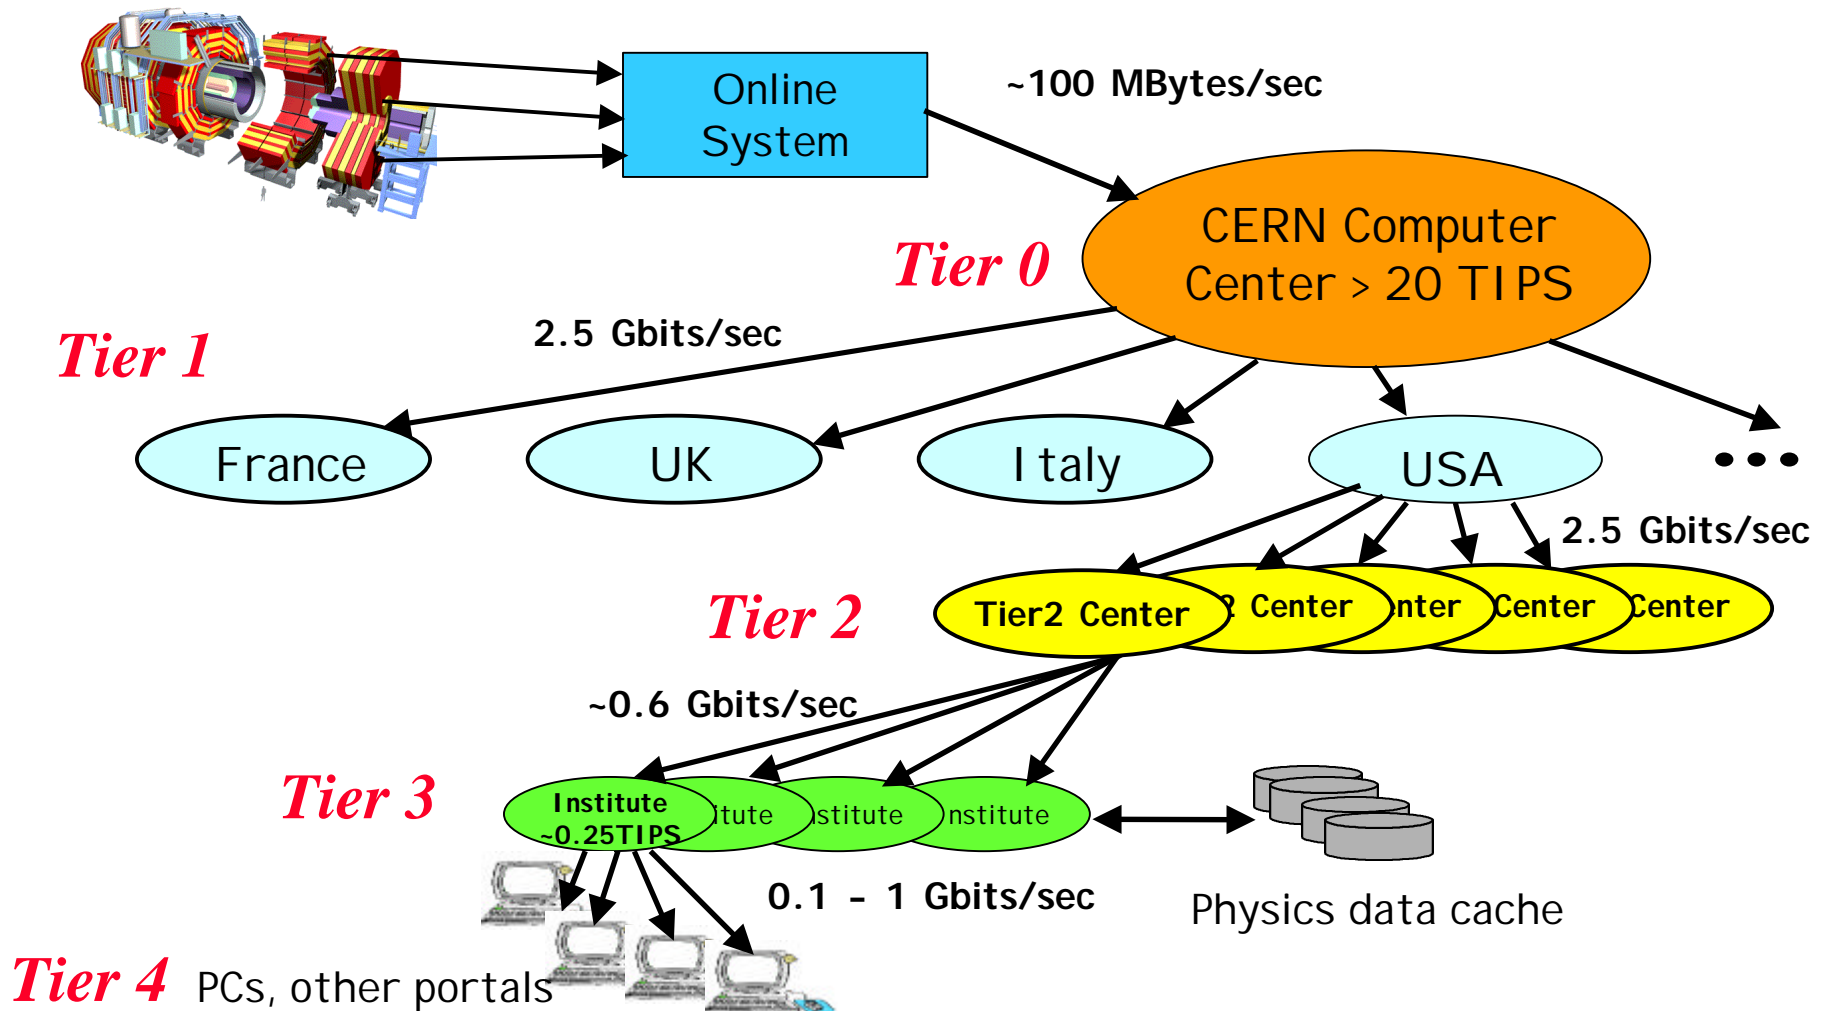 Online
System
~100 MBytes/sec
CERN Computer
Center > 20 TIPS
Tier 0
2.5 Gbits/sec
Tier 1
France
UK
Italy
USA
•••
2.5 Gbits/sec
Tier 2
Tier2 Center
2 Center
enter
Center
Center
~0.6 Gbits/sec
Tier 3
Institute
~0.25TIPS
itute
stitute
nstitute
0.1 – 1 Gbits/sec
Physics data cache
Tier 4
PCs, other portals